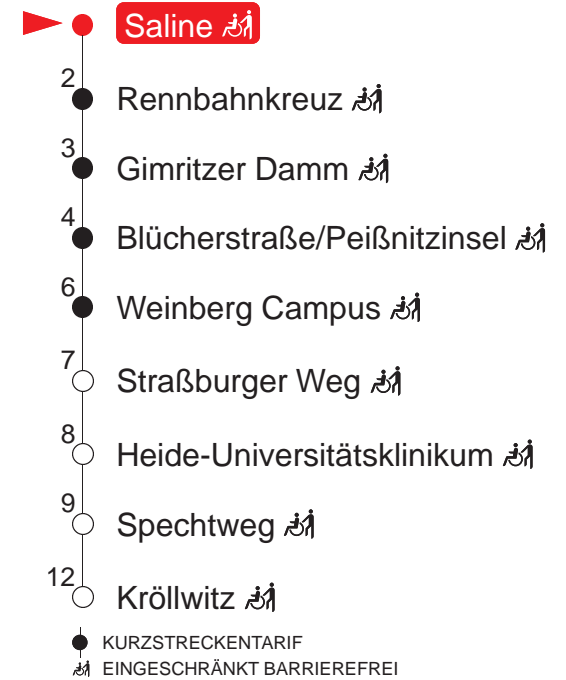 Saline
2
Rennbahnkreuz
3
Gimritzer Damm
4
Blücherstraße/Peißnitzinsel
6
Weinberg Campus
7
Straßburger Weg
8
Heide-Universitätsklinikum
9
Spechtweg
12
Kröllwitz
KURZSTRECKENTARIF
EINGESCHRÄNKT BARRIEREFREI